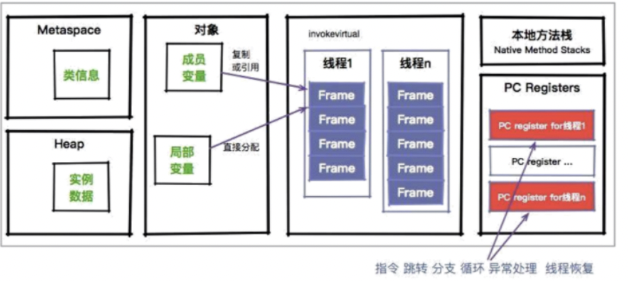 Metaspace
类信息
Heap
实例
数据
对象
成员
变量
复制
或引用
局部
变量
直接分配
invokevirtual
线程1
Frame
Frame
Frame
Frame
线程n
Frame
Frame
Frame
Frame
Frame
本地方法栈
Native Method Stacks
PC Registers
PC register for线程1
PC register ...
PC register for线程n
指令 跳转 分支 循环 异常处理 线程恢复